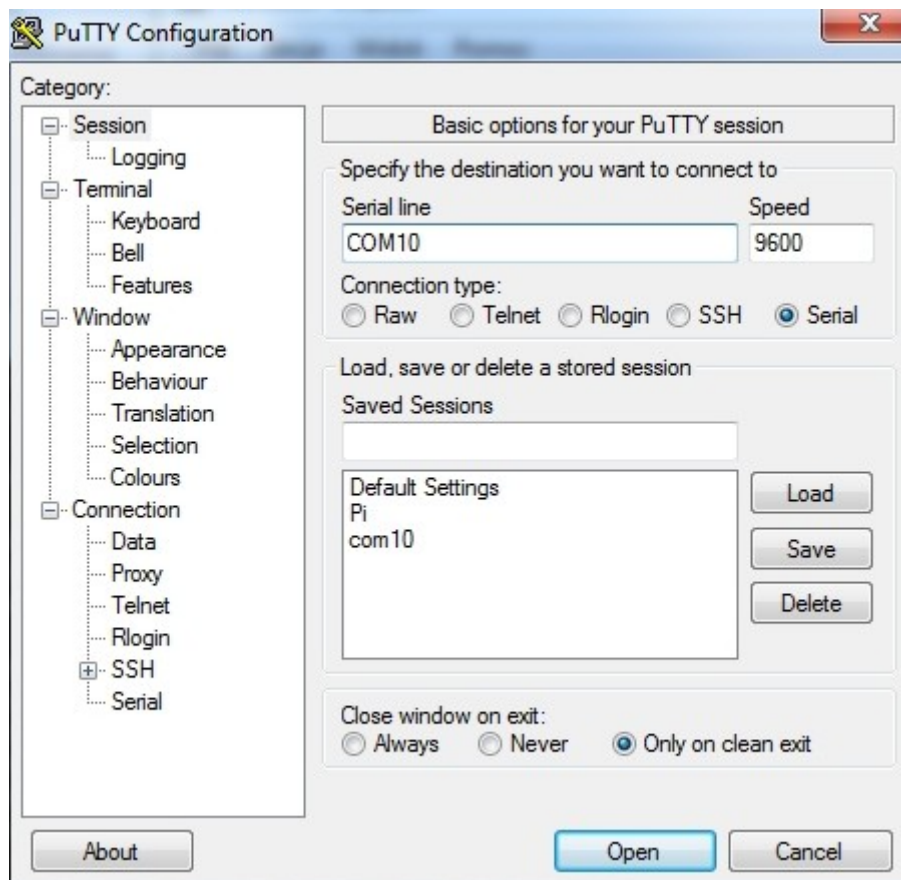 PuTTY Configuration
Category:
Session
Logging
Terminal
Keyboard
Bell
Features
Window
Appearance
Behaviour
Translation
Selection
Colours
Connection
Data
Proxy
Telnet
Rlogin
SSH
Serial
Basic options for your PuTTY session
Specify the destination you want to connect to
Serial line Speed
COM10 9600
Connection type:
Raw Telnet Rlogin SSH Serial
Load, save or delete a stored session
Saved Sessions
Default Settings
Pi
com10
Load
Save
Delete
Close window on exit:
Always Never Only on clean exit
About Open Cancel